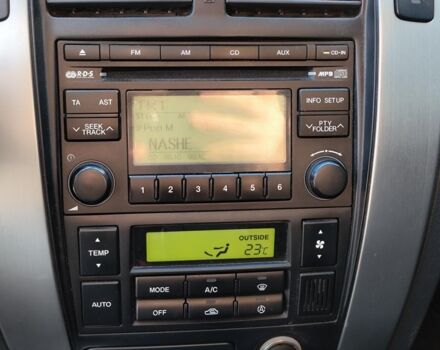 FM AM CD AUX CD-IN
R·D·S MP3
TA AST INFO SETUP
SEEK TRACK PTY FOLDER
NASHE
1 2 3 4 5 6
OUTSIDE
TEMP 23°C
MODE A/C
AUTO OFF